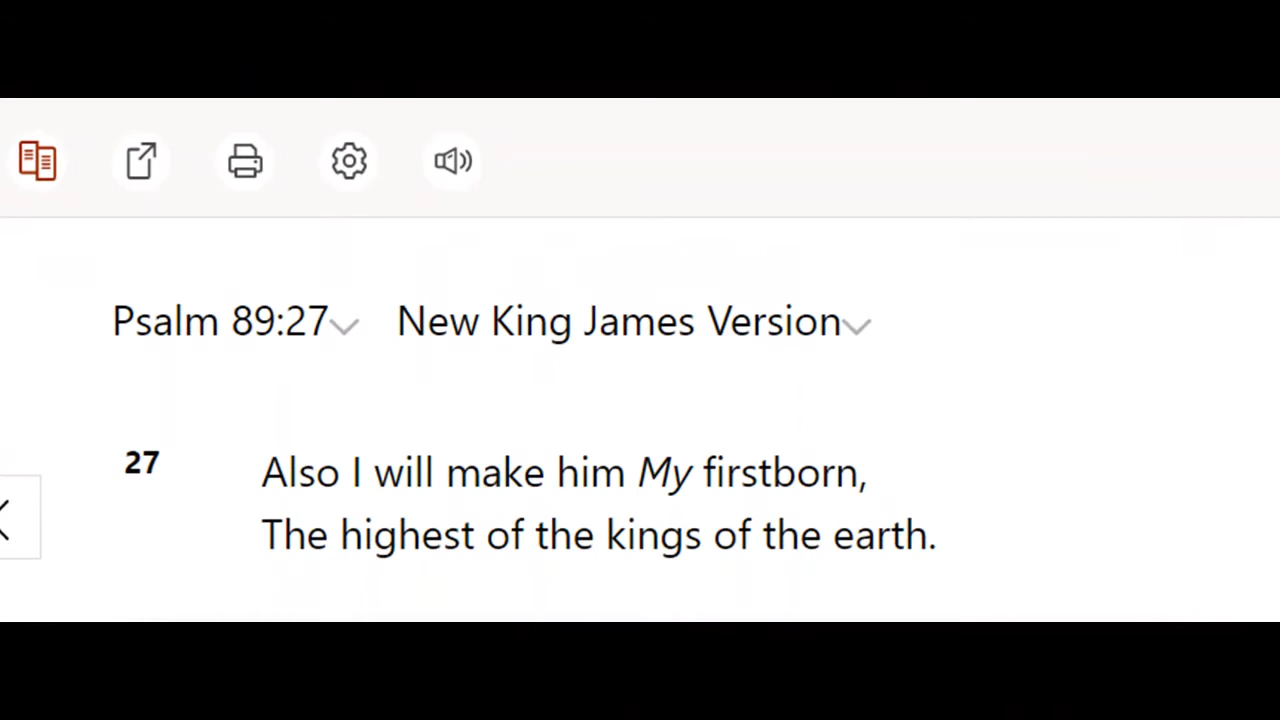 Psalm 89:27 New King James Version
27 Also I will make him My firstborn,
The highest of the kings of the earth.